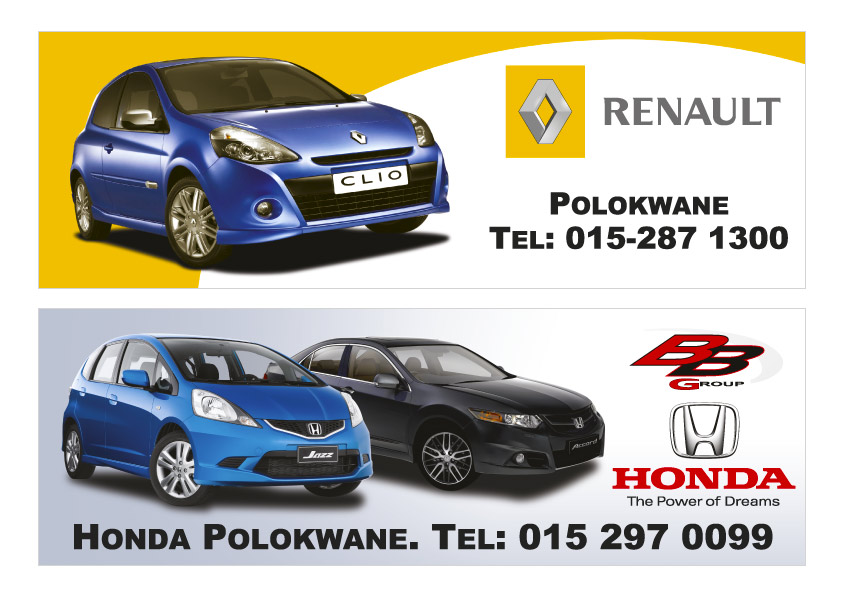 RENAULT
CLIO
POLOKWANE
TEL: 015-287 1300
BB
GROUP
Jazz
Accord
HONDA
The Power of Dreams
HONDA POLOKWANE. TEL: 015 297 0099